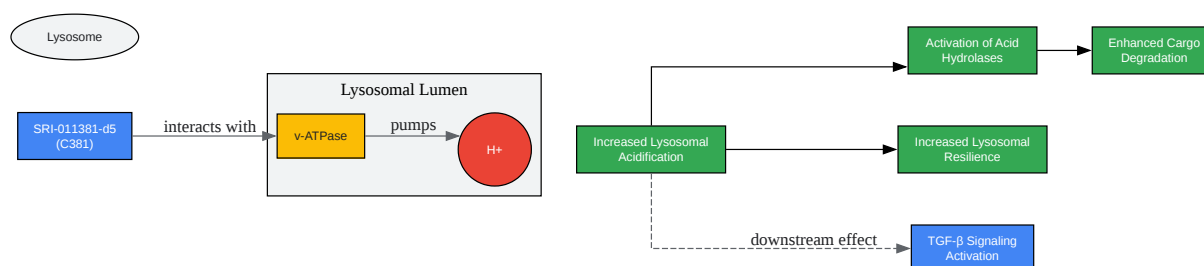 Lysosome
SRI-011381-d5
(C381)
interacts with
Lysosomal Lumen
v-ATPase
pumps
H+
Increased Lysosomal
Acidification
Activation of Acid
Hydrolases
Enhanced Cargo
Degradation
Increased Lysosomal
Resilience
downstream effect
TGF-β Signaling
Activation